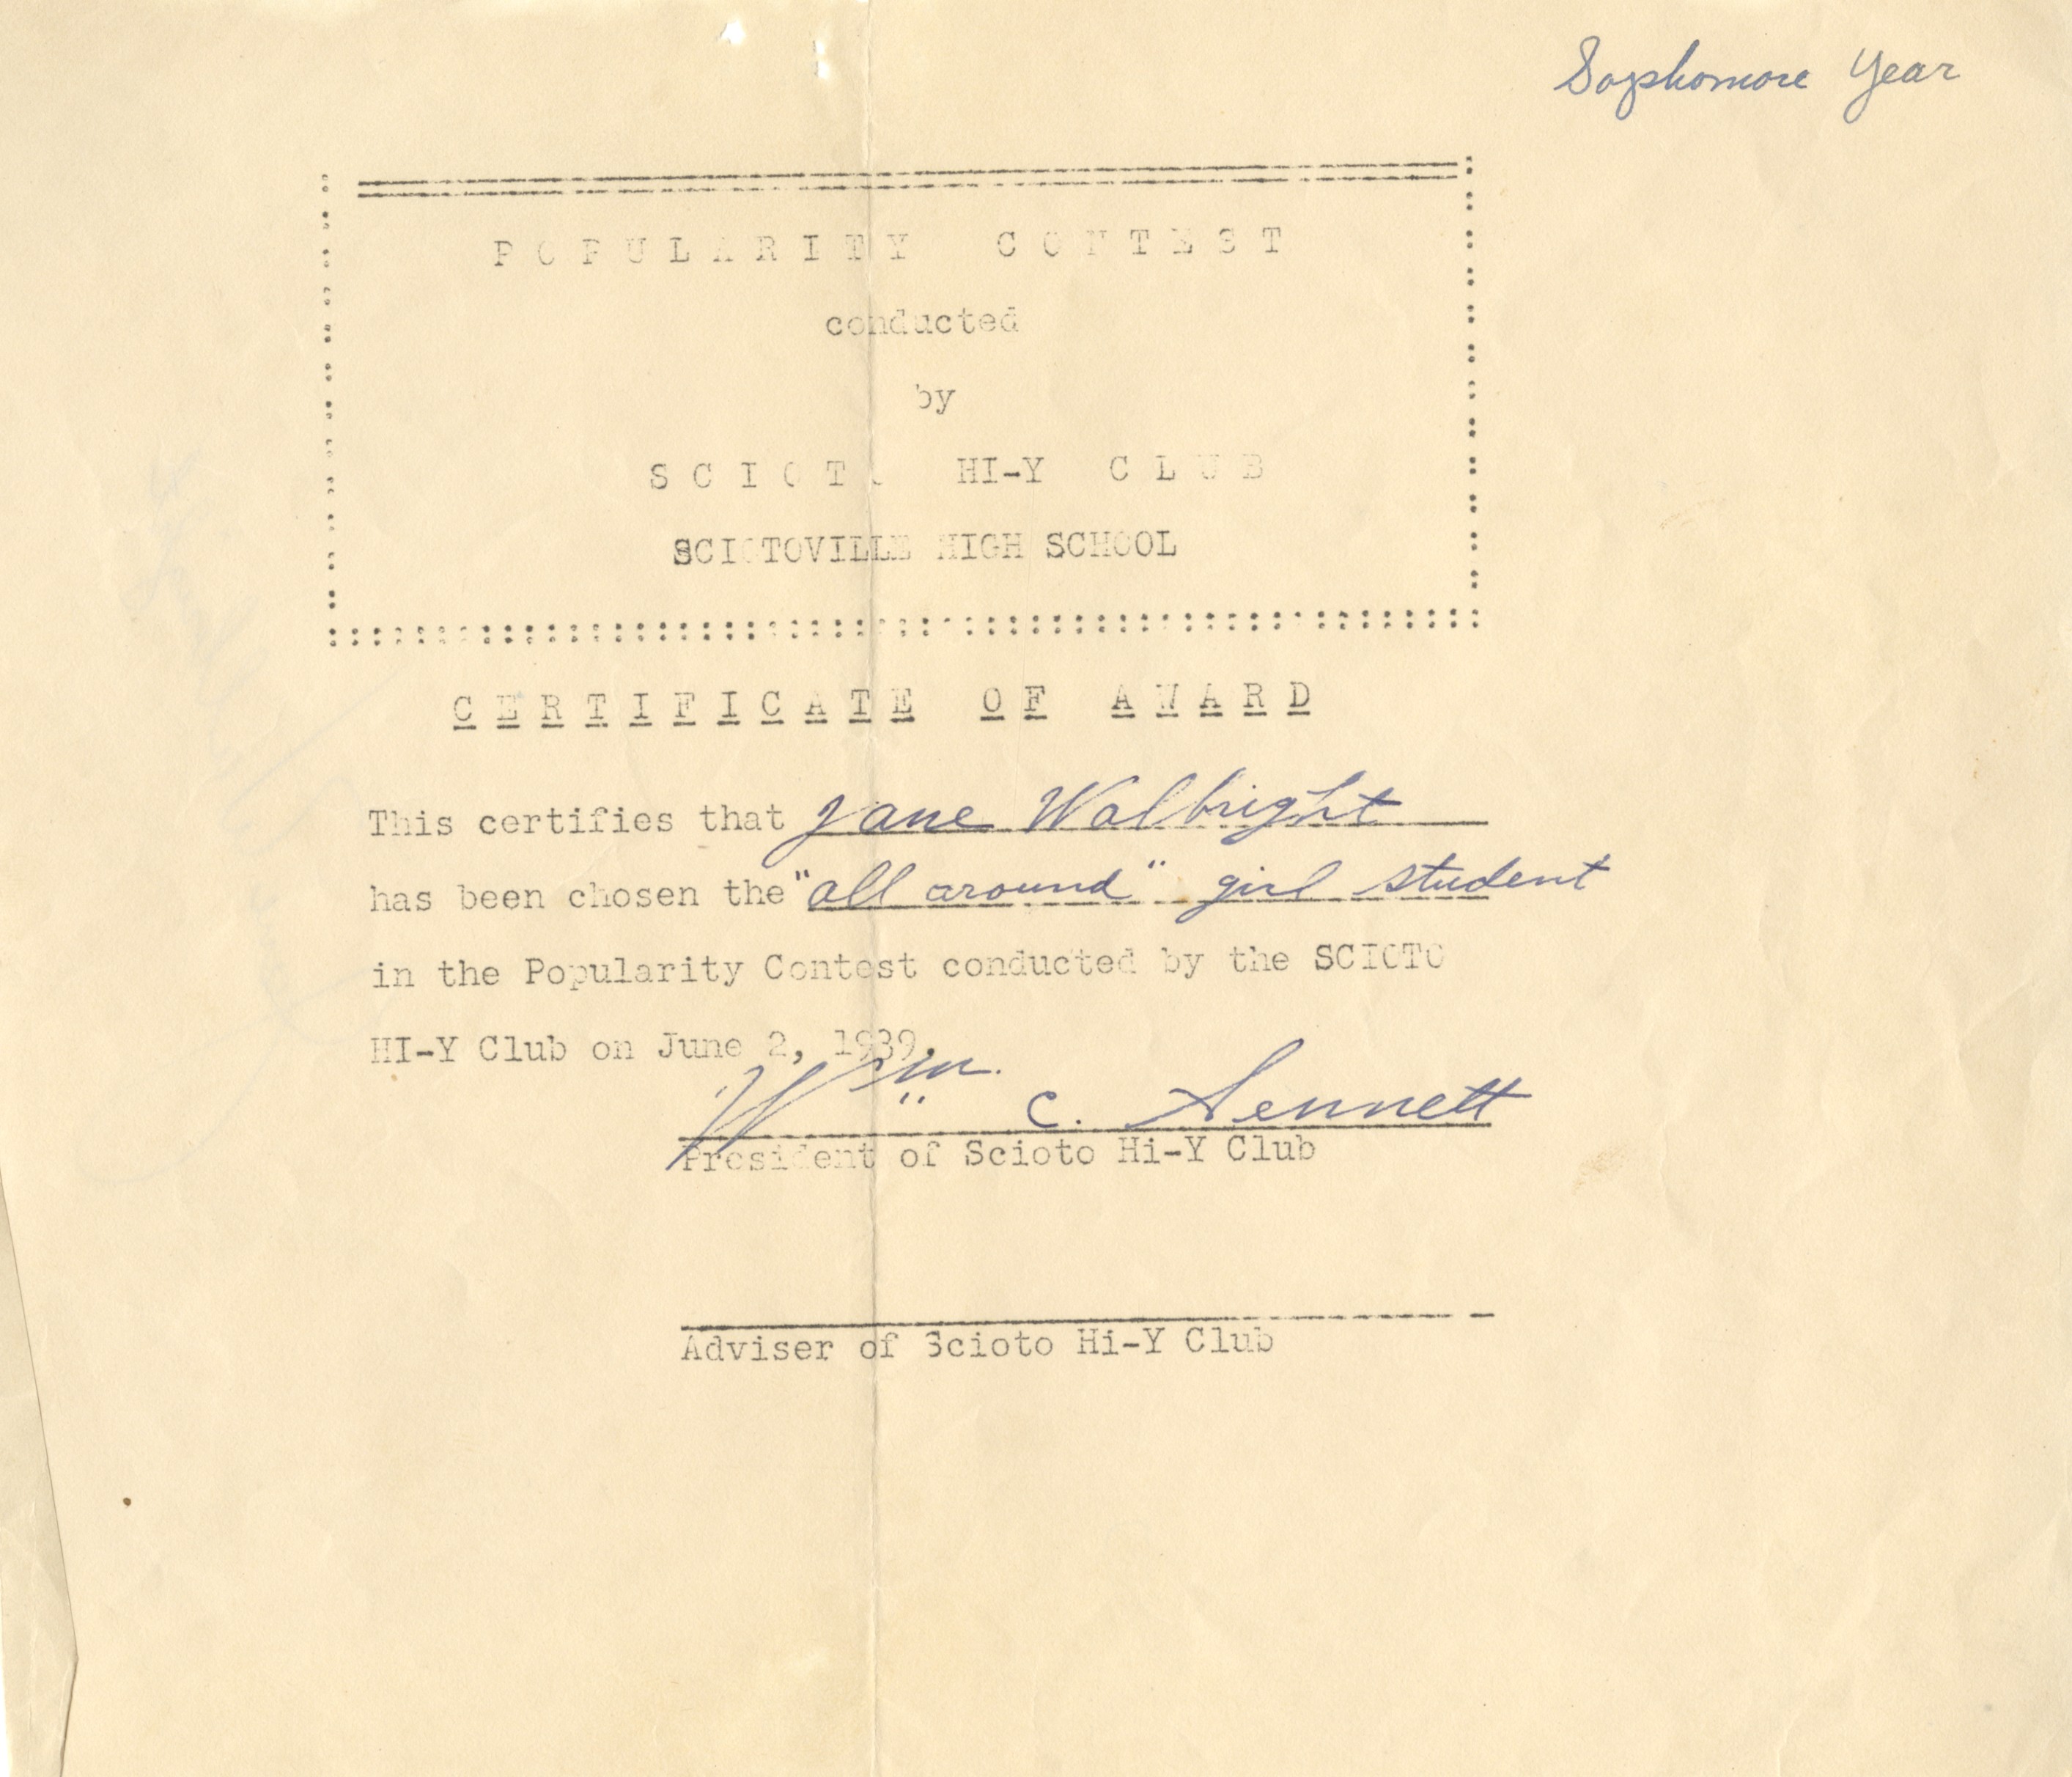 Sophomore Year
POPULARITY CONTEST
conducted
by
SCIOTO HI-Y CLUB
SCIOTOVILLE HIGH SCHOOL
CERTIFICATE OF AWARD
This certifies that Jane Walbright
has been chosen the "all around" girl student
in the Popularity Contest conducted by the SCIOTO
HI-Y Club on June 2, 1939.
Wm. C. Sennett
President of Scioto Hi-Y Club
Adviser of Scioto Hi-Y Club